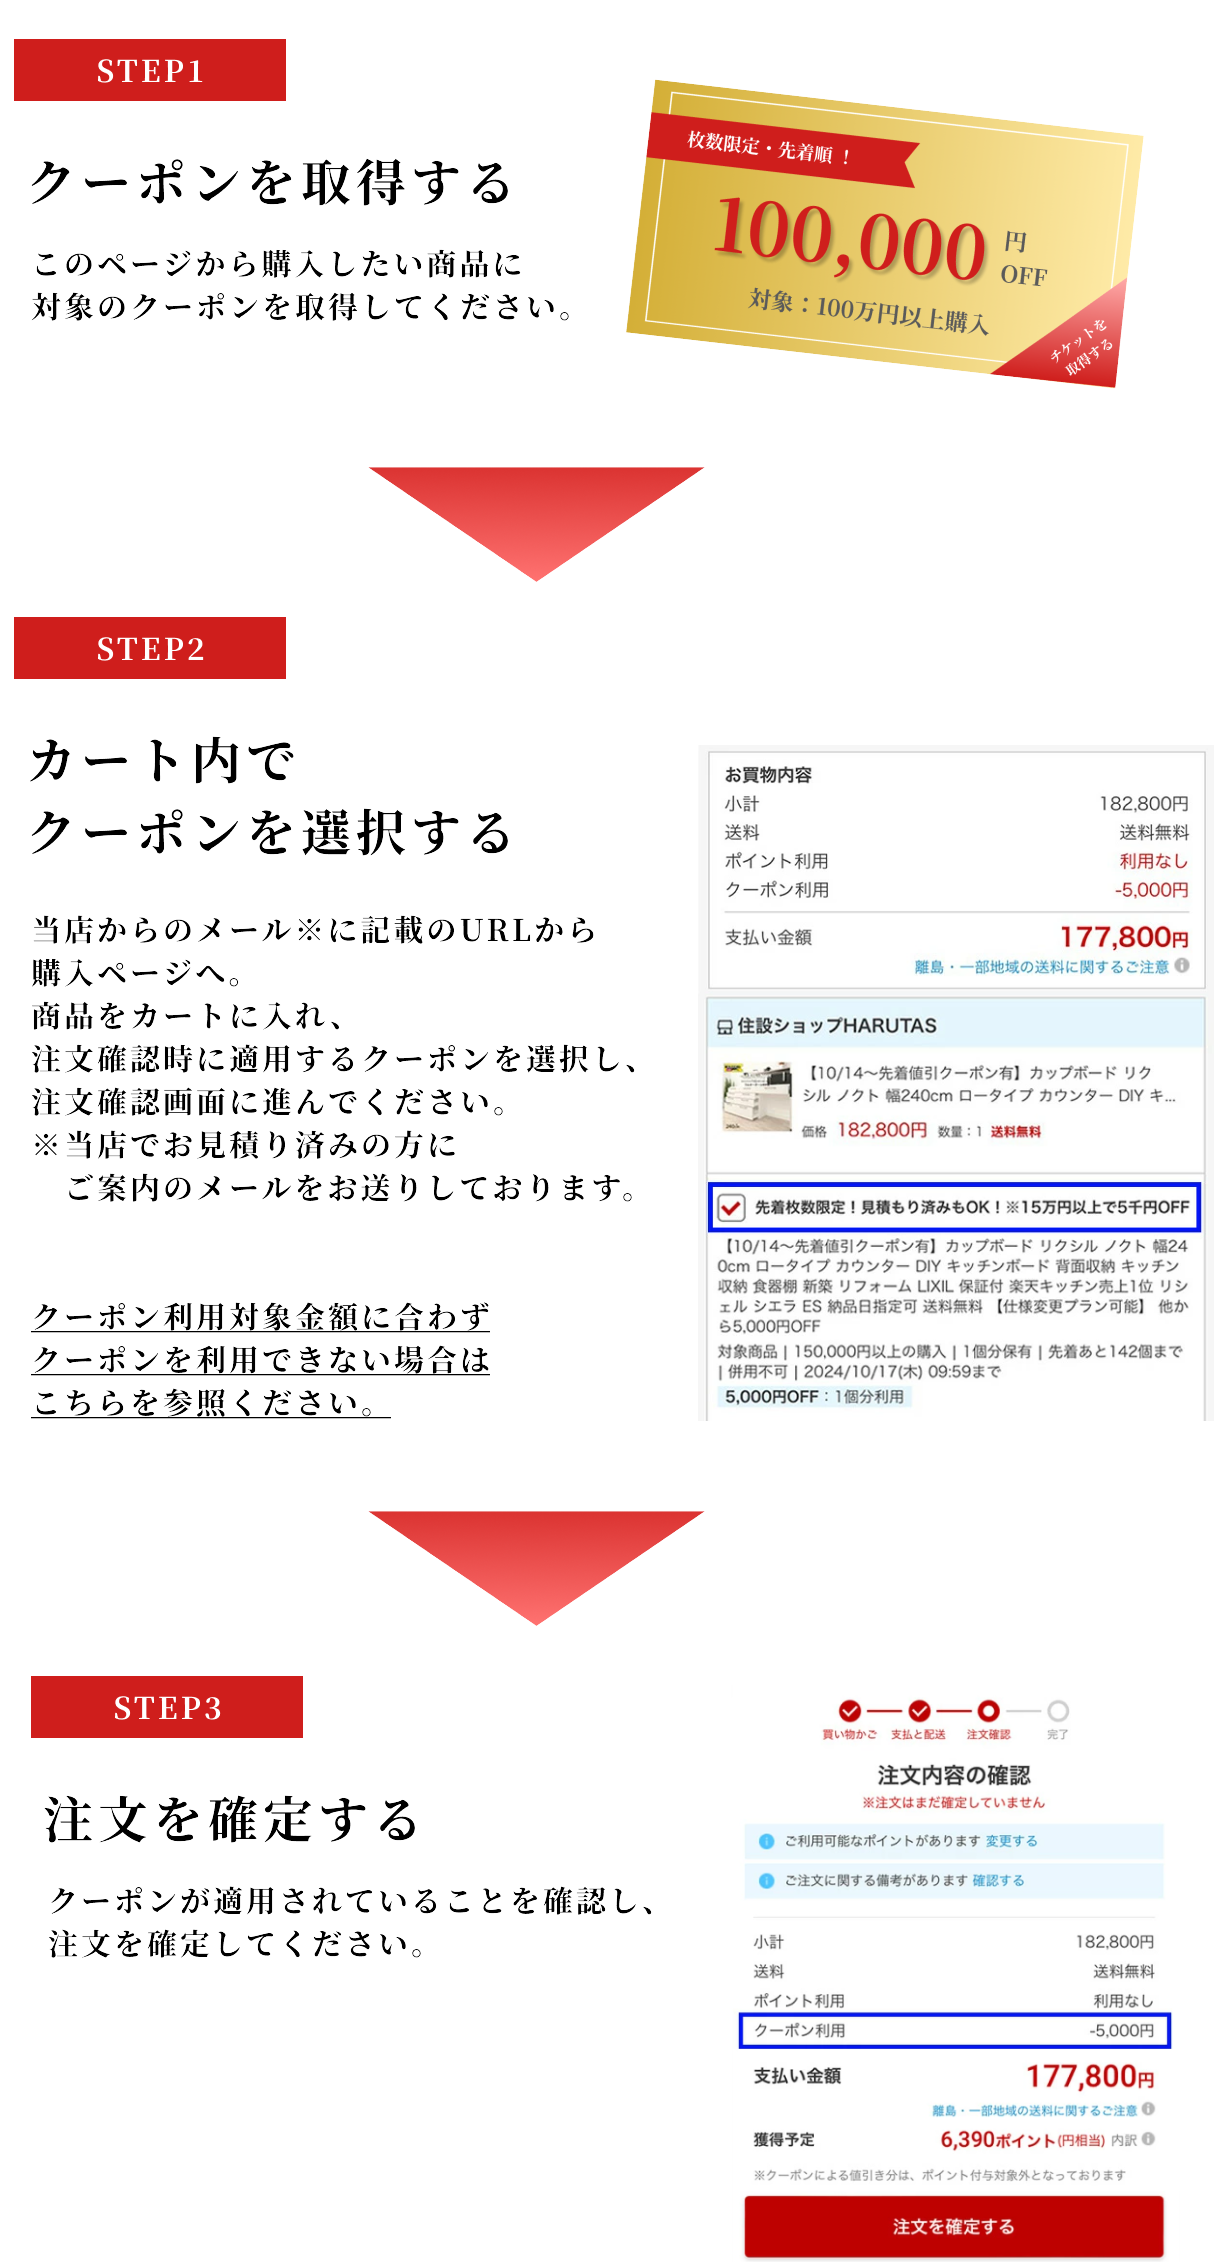 STEP1
クーポンを取得する
このページから購入したい商品に
対象のクーポンを取得してください。
枚数限定・先着順！
100,000
円
OFF
対象：100万円以上購入
チケットを
取得する
STEP2
カート内で
クーポンを選択する
当店からのメール※に記載のURLから
購入ページへ。
商品をカートに入れ、
注文確認時に適用するクーポンを選択し、
注文確認画面に進んでください。
※当店でお見積り済みの方に
ご案内のメールをお送りしております。
クーポン利用対象金額に合わず
クーポンを利用できない場合は
こちらを参照ください。
お買物内容
小計 182,800円
送料 送料無料
ポイント利用 利用なし
クーポン利用 -5,000円
支払い金額 177,800円
離島・一部地域の送料に関するご注意
住設ショップHARUTAS
【10/14〜先着値引クーポン有】カップボード リク
シル ノクト 幅240cm ロータイプ カウンター DIY キ...
価格 182,800円 数量：1 送料無料
先着枚数限定！見積もり済みもOK！※15万円以上で5千円OFF
【10/14〜先着値引クーポン有】カップボード リクシル ノクト 幅24
0cm ロータイプ カウンター DIY キッチンボード 背面収納 キッチン
収納 食器棚 新築 リフォーム LIXIL 保証付 楽天キッチン売上1位 リシ
ェル シエラ ES 納品日指定可 送料無料 【仕様変更プラン可能】 他か
ら5,000円OFF
対象商品 | 150,000円以上の購入 | 1個分保有 | 先着あと142個まで
| 併用不可 | 2024/10/17(木) 09:59まで
5,000円OFF：1個分利用
STEP3
注文を確定する
クーポンが適用されていることを確認し、
注文を確定してください。
買い物かご 支払と配送 注文確認 完了
注文内容の確認
※注文はまだ確定していません
ご利用可能なポイントがあります 変更する
ご注文に関する備考があります 確認する
小計 182,800円
送料 送料無料
ポイント利用 利用なし
クーポン利用 -5,000円
支払い金額 177,800円
離島・一部地域の送料に関するご注意
獲得予定 6,390ポイント(円相当) 内訳
※クーポンによる値引き分は、ポイント付与対象外となっております
注文を確定する